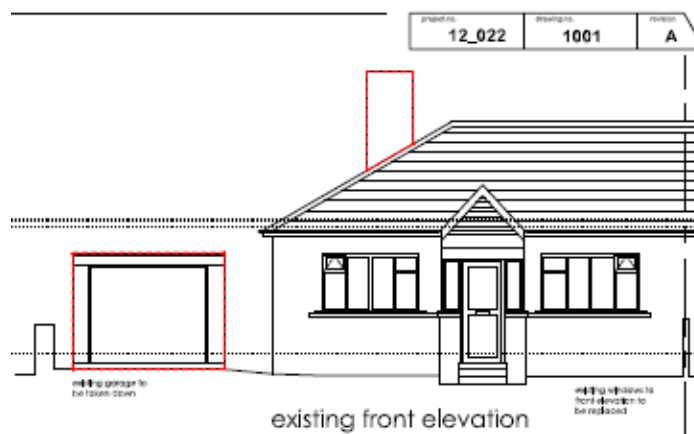 project no.
drawing no.
revision
12_022
1001
A
existing garage to
be taken down
existing windows to
front elevation to
be replaced
existing front elevation